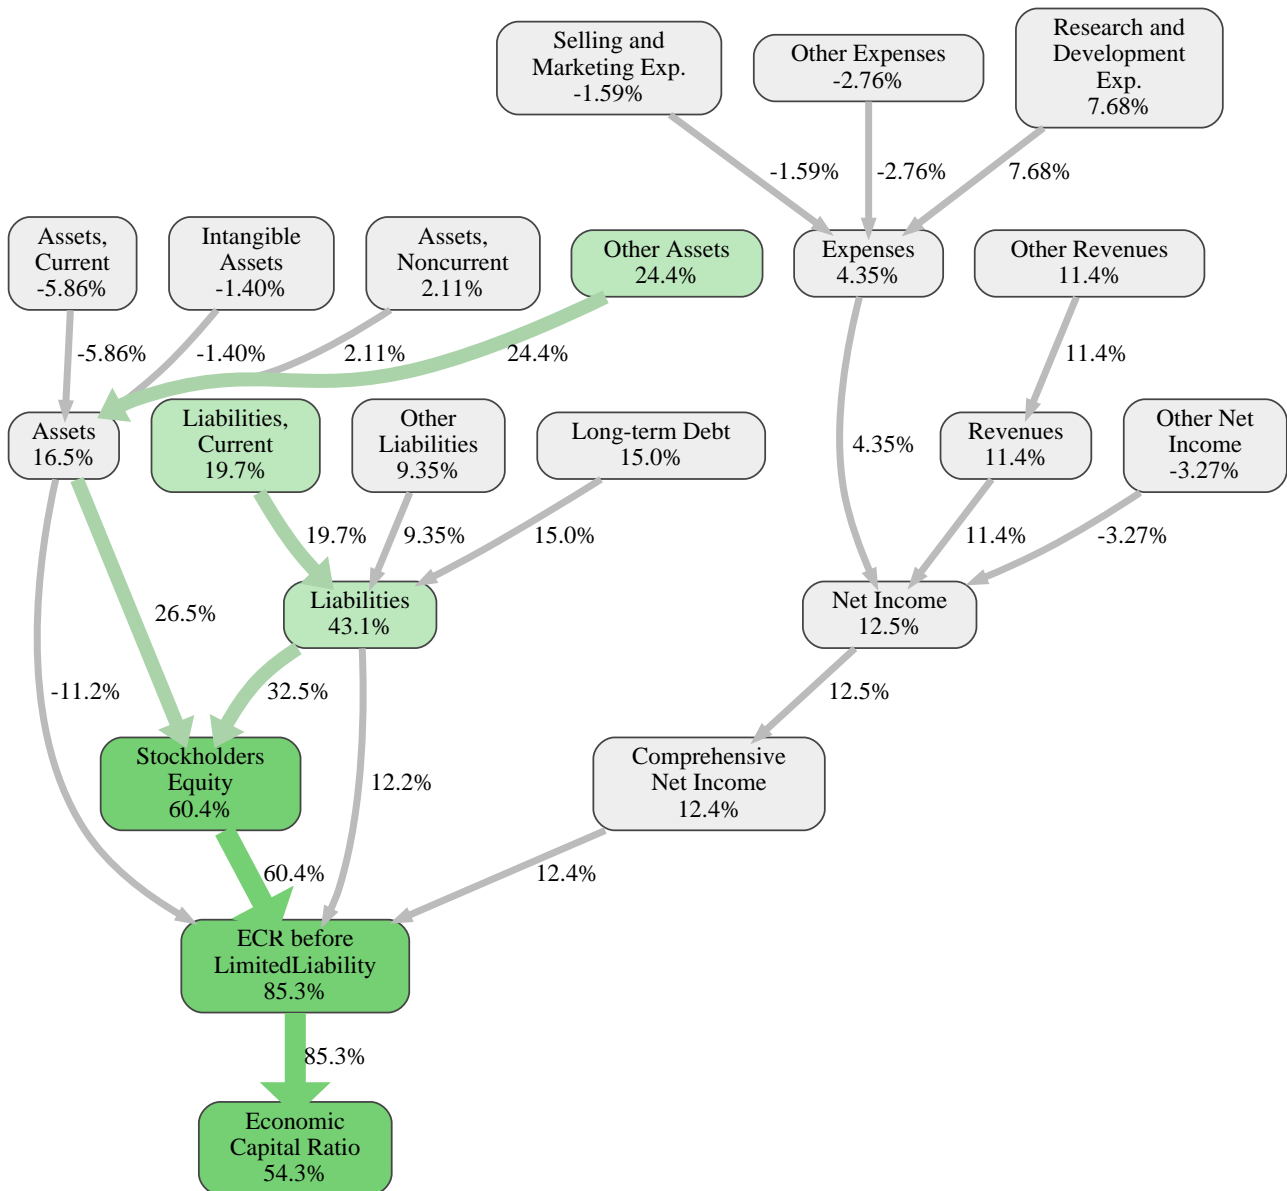 Selling and
Marketing Exp.
-1.59%
Other Expenses
-2.76%
Research and
Development
Exp.
7.68%
-1.59%
-2.76%
7.68%
Assets,
Current
-5.86%
Intangible
Assets
-1.40%
Assets,
Noncurrent
2.11%
Other Assets
24.4%
Expenses
4.35%
Other Revenues
11.4%
-5.86%
-1.40%
2.11%
24.4%
11.4%
Assets
16.5%
Liabilities,
Current
19.7%
Other
Liabilities
9.35%
Long-term Debt
15.0%
4.35%
Revenues
11.4%
Other Net
Income
-3.27%
19.7%
9.35%
15.0%
11.4%
-3.27%
26.5%
Liabilities
43.1%
Net Income
12.5%
-11.2%
32.5%
12.5%
Stockholders
Equity
60.4%
12.2%
Comprehensive
Net Income
12.4%
60.4%
12.4%
ECR before
LimitedLiability
85.3%
85.3%
Economic
Capital Ratio
54.3%